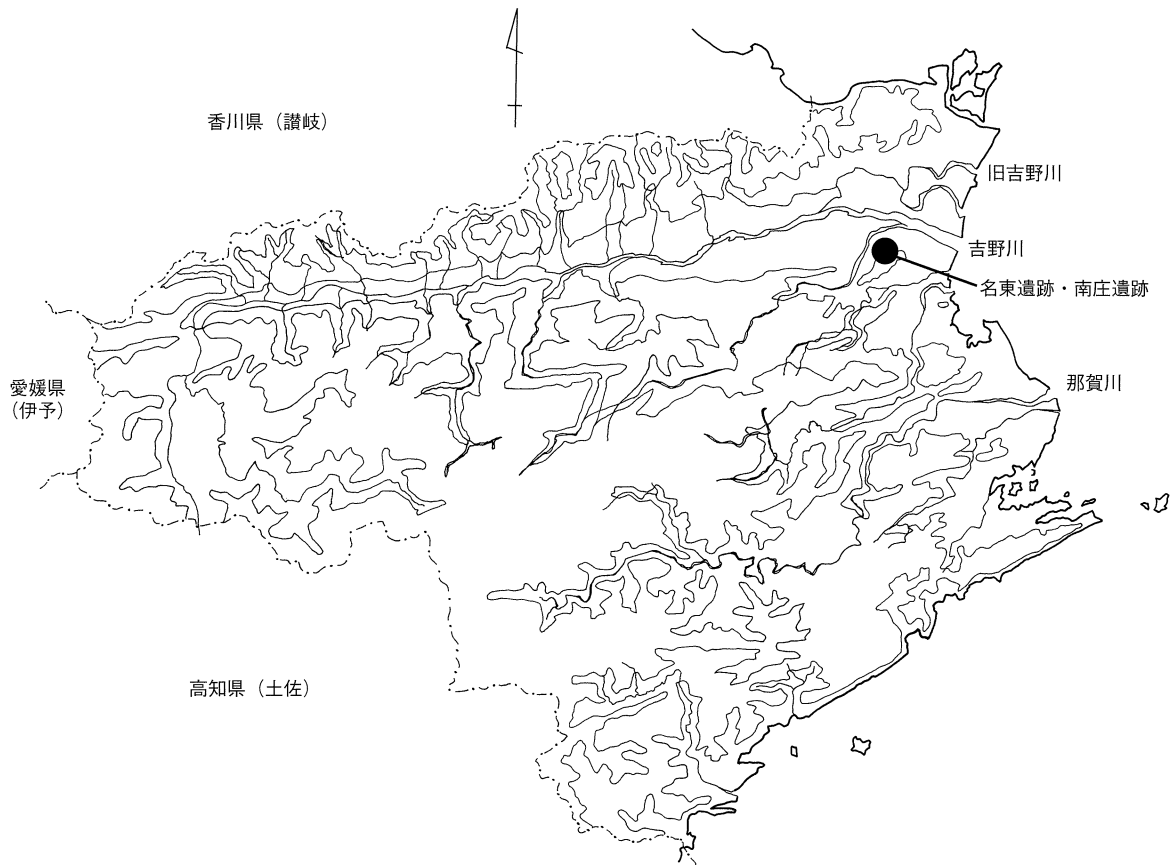 香川県（讃岐）
旧吉野川
吉野川
名東遺跡・南庄遺跡
愛媛県
（伊予）
那賀川
高知県（土佐）